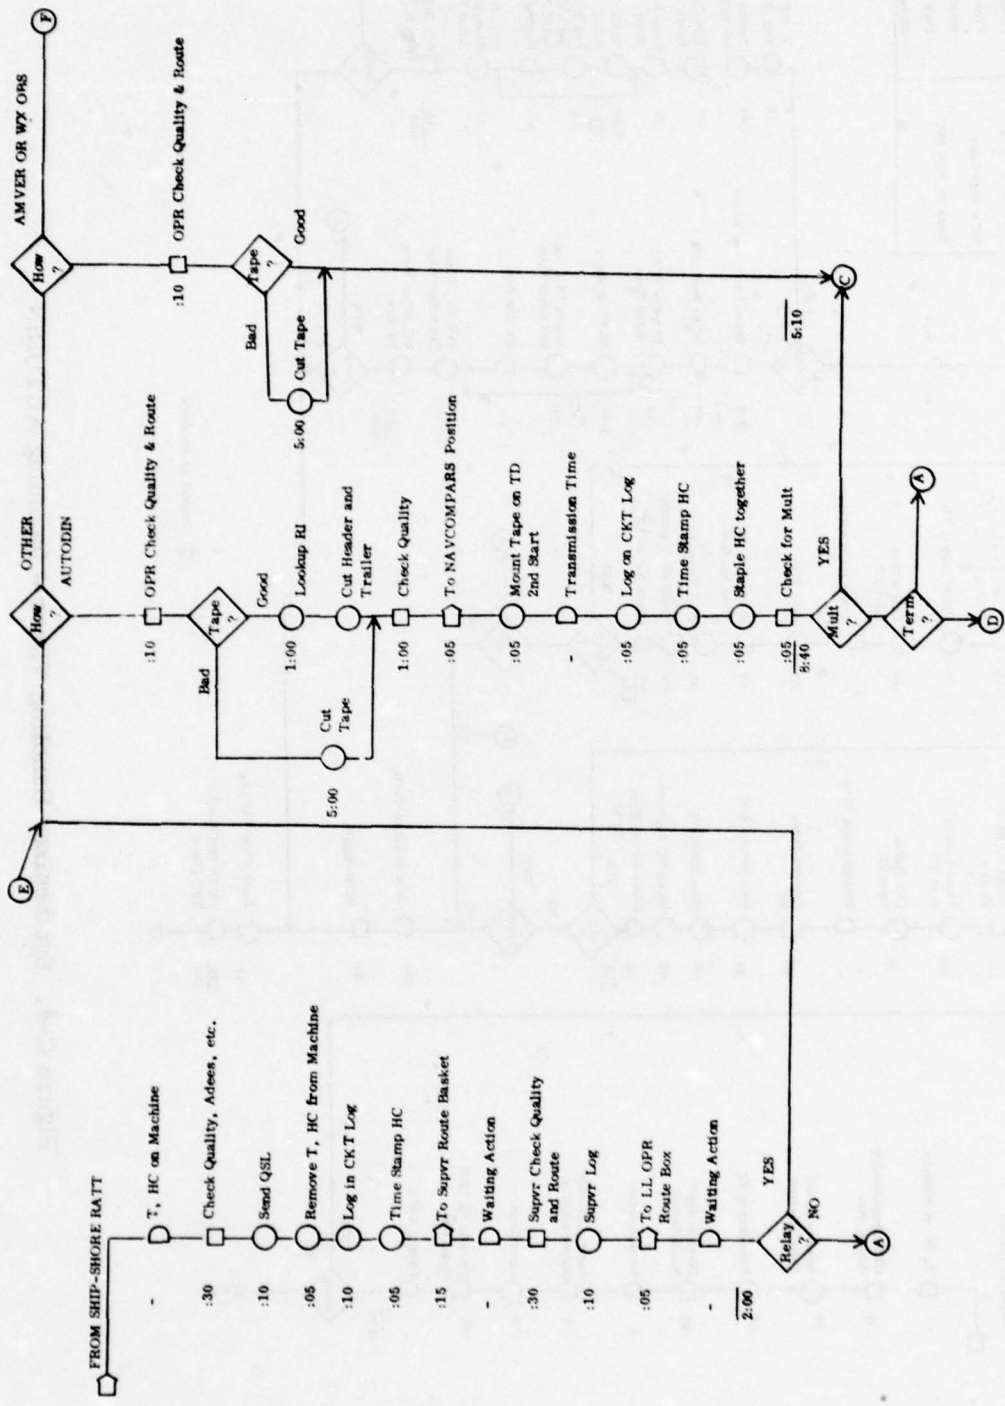 FROM SHIP-SHORE RATT
-
T, HC on Machine
:30
Check Quality, Adees, etc.
:10
Send QSL
:05
Remove T, HC from Machine
:10
Log in CKT Log
:05
Time Stamp HC
:15
To Supvr Route Basket
-
Waiting Action
:30
Supvr Check Quality
and Route
:10
Supvr Log
:05
To LL OPR
Route Box
-
Waiting Action
2:00
Relay
?
YES
NO
A
E
How
?
OTHER
AUTODIN
:10
OPR Check Quality & Route
Tape
?
Bad
Good
5:00
Cut
Tape
1:00
Lookup RI
Cut Header and
Trailer
1:00
Check Quality
:05
To NAVCOMPARS Position
:05
Mount Tape on TD
2nd Start
-
Transmission Time
:05
Log on CKT Log
:05
Time Stamp HC
:05
Staple HC together
:05
Check for Mult
8:40
Mult
?
YES
Term
?
A
D
How
?
AMVER OR WX OBS
F
:10
OPR Check Quality & Route
Tape
?
Bad
Good
5:00
Cut Tape
5:10
C